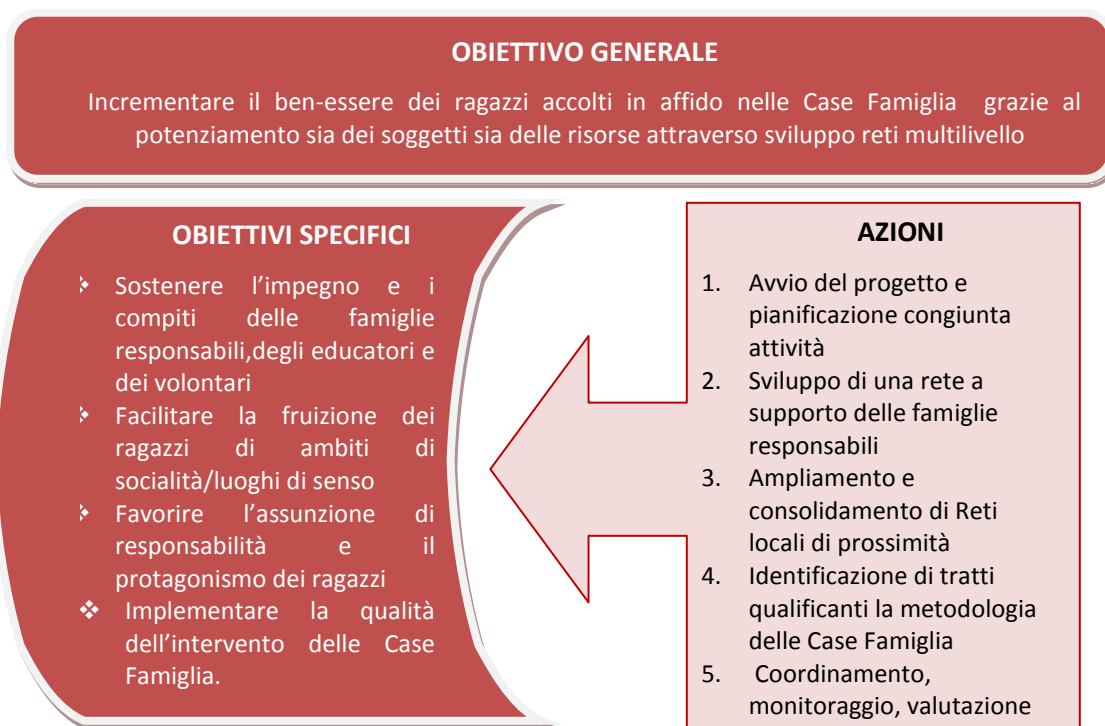 OBIETTIVO GENERALE
Incrementare il ben-essere dei ragazzi accolti in affido nelle Case Famiglia grazie al
potenziamento sia dei soggetti sia delle risorse attraverso sviluppo reti multilivello
OBIETTIVI SPECIFICI
Sostenere l'impegno e i
compiti delle famiglie
responsabili,degli educatori e
dei volontari
Facilitare la fruizione dei
ragazzi di ambiti di
socialità/luoghi di senso
Favorire l'assunzione di
responsabilità e il
protagonismo dei ragazzi
❖ Implementare la qualità
dell'intervento delle Case
Famiglia.
AZIONI
1. Avvio del progetto e
pianificazione congiunta
attività
2. Sviluppo di una rete a
supporto delle famiglie
responsabili
3. Ampliamento e
consolidamento di Reti
locali di prossimità
4. Identificazione di tratti
qualificanti la metodologia
delle Case Famiglia
5. Coordinamento,
monitoraggio, valutazione